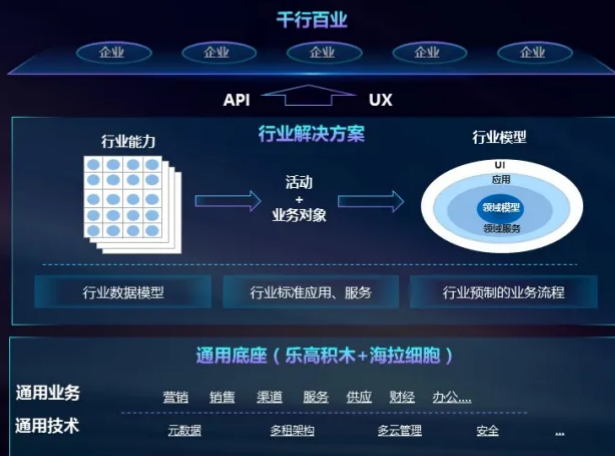 千行百业
企业 企业 企业 企业 企业
API UX
行业解决方案
行业能力
活动
+
业务对象
行业模型
UI
应用
领域模型
领域服务
行业数据模型 行业标准应用、服务 行业预制的业务流程
通用底座（乐高积木+海拉细胞）
通用业务 营销 销售 渠道 服务 供应 财经 办公....
通用技术 元数据 多租架构 多云管理 安全 ...